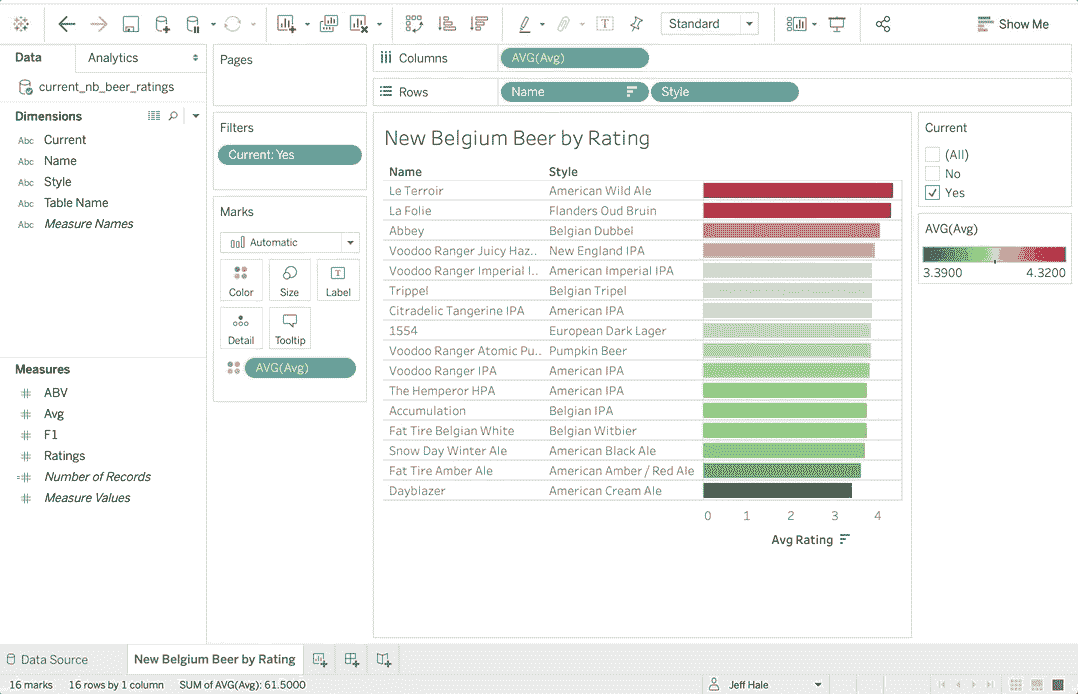 Standard
Show Me
Data
Analytics
current_nb_beer_ratings
Dimensions
Abc Current
Abc Name
Abc Style
Abc Table Name
Abc Measure Names
Measures
# ABV
# Avg
# F1
# Ratings
=# Number of Records
# Measure Values
Pages
Filters
Current: Yes
Marks
Automatic
Color Size Label
Detail Tooltip
AVG(Avg)
Columns AVG(Avg)
Rows Name Style
New Belgium Beer by Rating
Name Style
Le Terroir American Wild Ale
La Folie Flanders Oud Bruin
Abbey Belgian Dubbel
Voodoo Ranger Juicy Haz.. New England IPA
Voodoo Ranger Imperial I.. American Imperial IPA
Trippel Belgian Tripel
Citradelic Tangerine IPA American IPA
1554 European Dark Lager
Voodoo Ranger Atomic Pu.. Pumpkin Beer
Voodoo Ranger IPA American IPA
The Hemperor HPA American IPA
Accumulation Belgian IPA
Fat Tire Belgian White Belgian Witbier
Snow Day Winter Ale American Black Ale
Fat Tire Amber Ale American Amber / Red Ale
Dayblazer American Cream Ale
0 1 2 3 4
Avg Rating
Current
(All)
No
Yes
AVG(Avg)
3.3900 4.3200
Data Source
New Belgium Beer by Rating
16 marks 16 rows by 1 column SUM of AVG(Avg): 61.5000
Jeff Hale